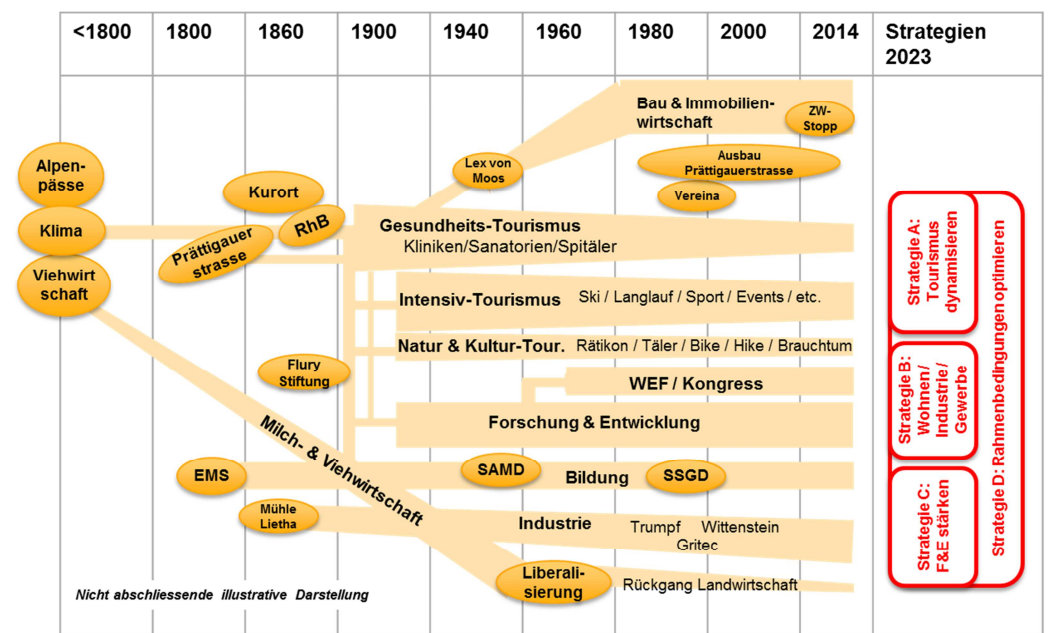 <1800 1800 1860 1900 1940 1960 1980 2000 2014 Strategien
2023
Bau & Immobilien-
wirtschaft
ZW-
Stopp
Lex von
Moos
Ausbau
Prättigauerstrasse
Vereina
Alpen-
pässe
Klima
Viehwirt
schaft
Kurort
RhB
Prättigauer
strasse
Gesundheits-Tourismus
Kliniken/Sanatorien/Spitäler
Intensiv-Tourismus Ski / Langlauf / Sport / Events / etc.
Natur & Kultur-Tour. Rätikon / Täler / Bike / Hike / Brauchtum
Flury
Stiftung
WEF / Kongress
Forschung & Entwicklung
Milch- & Viehwirtschaft
EMS
SAMD
Bildung
SSGD
Mühle
Lietha
Industrie
Trumpf Wittenstein
Gritec
Liberali-
sierung
Rückgang Landwirtschaft
Nicht abschliessende illustrative Darstellung
Strategie A:
Tourismus
dynamisieren
Strategie B:
Wohnen/
Industrie/
Gewerbe
Strategie C:
F&E stärken
Strategie D: Rahmenbedingungen optimieren